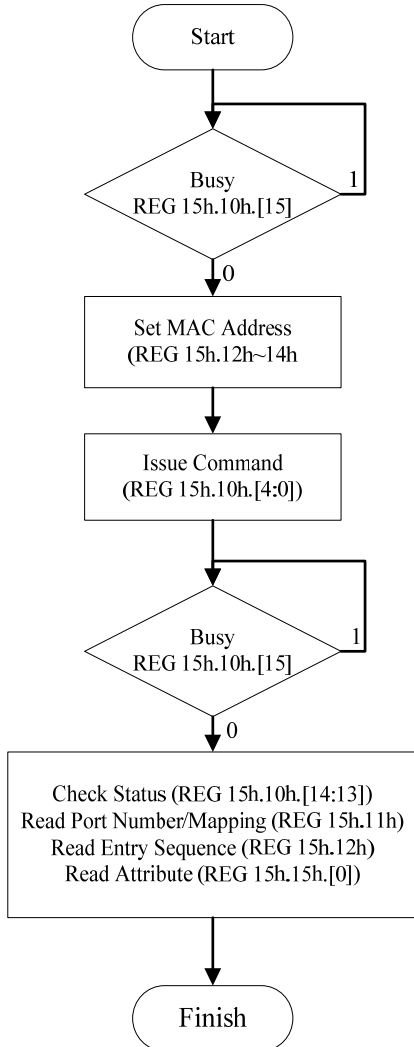 Start
Busy
REG 15h.10h.[15]
1
0
Set MAC Address
(REG 15h.12h~14h
Issue Command
(REG 15h.10h.[4:0])
Busy
REG 15h.10h.[15]
1
0
Check Status (REG 15h.10h.[14:13])
Read Port Number/Mapping (REG 15h.11h)
Read Entry Sequence (REG 15h.12h)
Read Attribute (REG 15h.15h.[0])
Finish